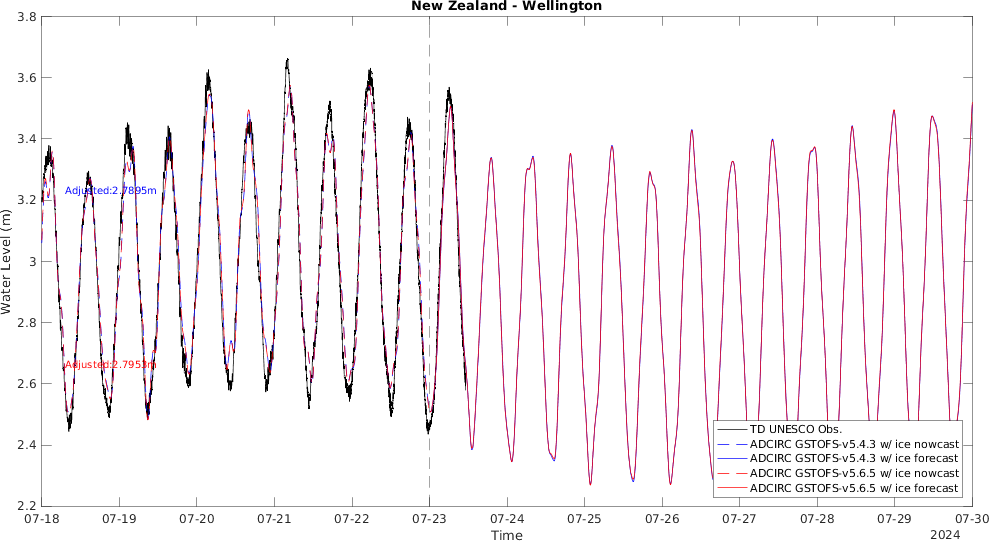 New Zealand - Wellington
3.8
3.6
3.4
3.2
3
2.8
2.6
2.4
2.2
Water Level (m)
Adjusted:2.7895m
Adjusted:2.7953m
TD UNESCO Obs.
ADCIRC GSTOFS-v5.4.3 w/ ice nowcast
ADCIRC GSTOFS-v5.4.3 w/ ice forecast
ADCIRC GSTOFS-v5.6.5 w/ ice nowcast
ADCIRC GSTOFS-v5.6.5 w/ ice forecast
07-18 07-19 07-20 07-21 07-22 07-23 07-24 07-25 07-26 07-27 07-28 07-29 07-30
Time
2024